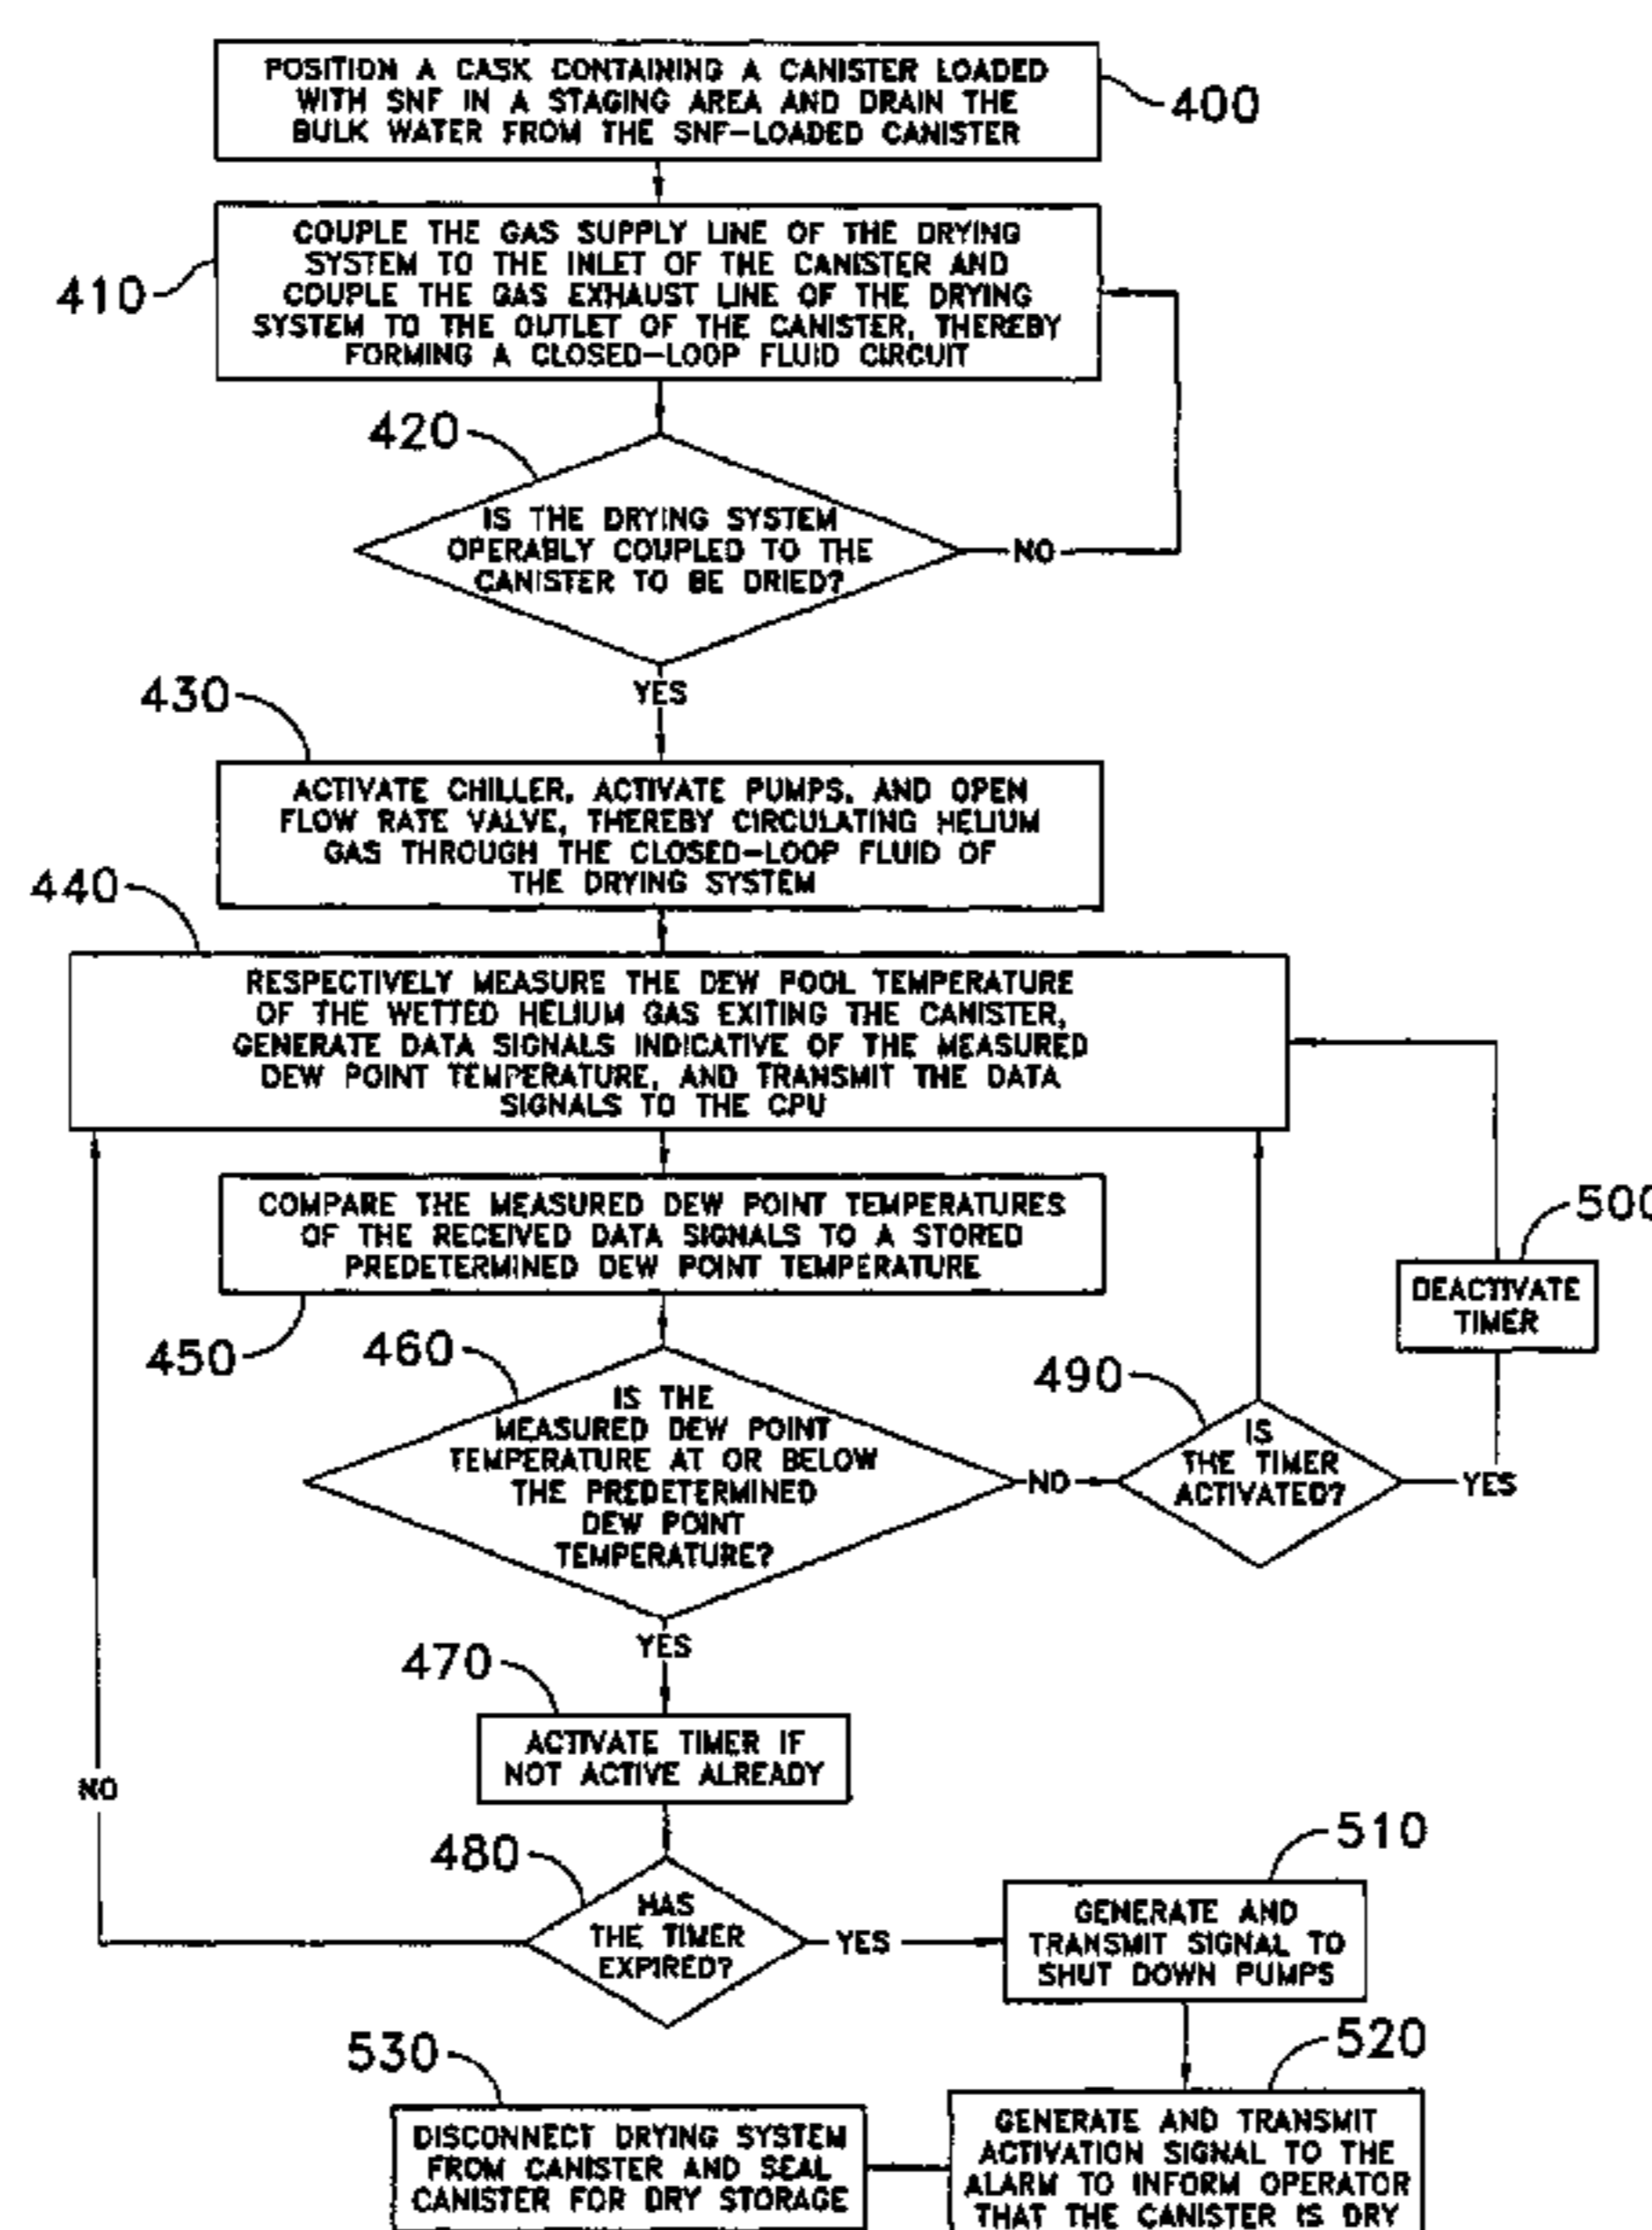 POSITION A CASK CONTAINING A CANISTER LOADED
WITH SNF IN A STAGING AREA AND DRAIN THE
BULK WATER FROM THE SNF-LOADED CANISTER
400
COUPLE THE GAS SUPPLY LINE OF THE DRYING
SYSTEM TO THE INLET OF THE CANISTER AND
COUPLE THE GAS EXHAUST LINE OF THE DRYING
SYSTEM TO THE OUTLET OF THE CANISTER, THEREBY
FORMING A CLOSED-LOOP FLUID CIRCUIT
410
420
IS THE DRYING SYSTEM
OPERABLY COUPLED TO THE
CANISTER TO BE DRIED?
NO
YES
430
ACTIVATE CHILLER, ACTIVATE PUMPS, AND OPEN
FLOW RATE VALVE, THEREBY CIRCULATING HELIUM
GAS THROUGH THE CLOSED-LOOP FLUID OF
THE DRYING SYSTEM
440
RESPECTIVELY MEASURE THE DEW POOL TEMPERATURE
OF THE WETTED HELIUM GAS EXITING THE CANISTER,
GENERATE DATA SIGNALS INDICATIVE OF THE MEASURED
DEW POINT TEMPERATURE, AND TRANSMIT THE DATA
SIGNALS TO THE CPU
COMPARE THE MEASURED DEW POINT TEMPERATURES
OF THE RECEIVED DATA SIGNALS TO A STORED
PREDETERMINED DEW POINT TEMPERATURE
450
500
DEACTIVATE
TIMER
460
IS THE
MEASURED DEW POINT
TEMPERATURE AT OR BELOW
THE PREDETERMINED
DEW POINT
TEMPERATURE?
NO
490
IS
THE TIMER
ACTIVATED?
YES
YES
470
ACTIVATE TIMER IF
NOT ACTIVE ALREADY
NO
480
HAS
THE TIMER
EXPIRED?
YES
510
GENERATE AND
TRANSMIT SIGNAL TO
SHUT DOWN PUMPS
520
GENERATE AND TRANSMIT
ACTIVATION SIGNAL TO THE
ALARM TO INFORM OPERATOR
THAT THE CANISTER IS DRY
530
DISCONNECT DRYING SYSTEM
FROM CANISTER AND SEAL
CANISTER FOR DRY STORAGE